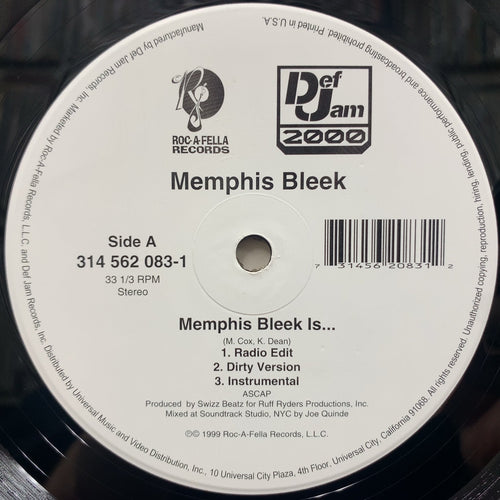 Manufactured by Def Jam Records, Inc. Marketed by Roc-A-Fella Records, L.L.C. and Def Jam Records, Inc. Distributed by Universal Music and Video Distribution, Inc., 10 Universal City Plaza, 4th Floor, Universal City, California 91068. All rights reserved. Unauthorized copying, reproduction, hiring, lending, public performance and broadcasting prohibited. Printed in U.S.A.
R
ROC-A-FELLA
RECORDS
Def
Jam
2000
Memphis Bleek
Side A
314 562 083-1
33 1/3 RPM
Stereo
7 31456 20831 2
Memphis Bleek Is...
(M. Cox, K. Dean)
1. Radio Edit
2. Dirty Version
3. Instrumental
ASCAP
Produced by Swizz Beatz for Ruff Ryders Productions, Inc.
Mixed at Soundtrack Studio, NYC by Joe Quinde
℗© 1999 Roc-A-Fella Records, L.L.C.